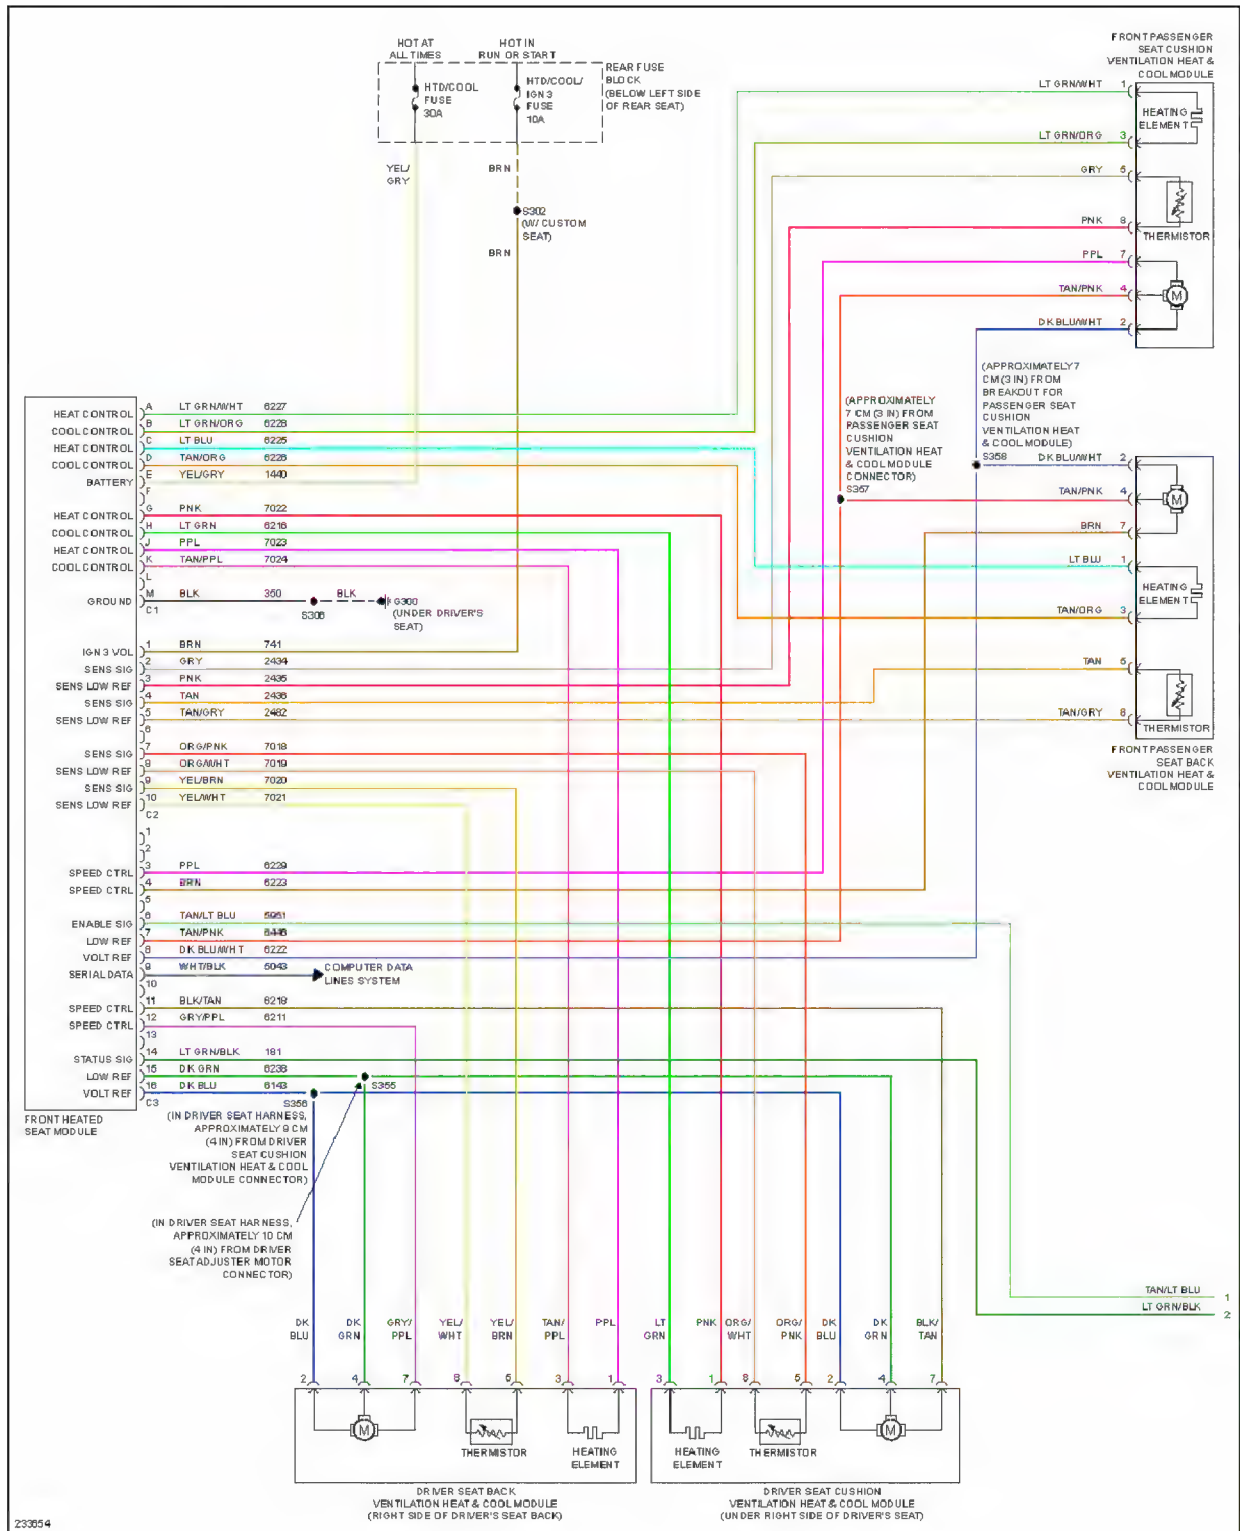 HOT AT
ALL TIMES
HOT IN
RUN OR START
HTD/COOL
FUSE
30A
HTD/COOL/
IGN 3
FUSE
10A
REAR FUSE
BLOCK
(BELOW LEFT SIDE
OF REAR SEAT)
YEL/
GRY
BRN
S302
(W/ CUSTOM
SEAT)
BRN
FRONT PASSENGER
SEAT CUSHION
VENTILATION HEAT &
COOL MODULE
LT GRN/WHT 1
HEATING
ELEMENT
LT GRN/ORG 3
GRY 5
PNK 8
THERMISTOR
PPL 7
TAN/PNK 4
M
DK BLU/WHT 2
(APPROXIMATELY 7
CM (3 IN) FROM
BREAKOUT FOR
PASSENGER SEAT
CUSHION
VENTILATION HEAT
& COOL MODULE)
S358
(APPROXIMATELY
7 CM (3 IN) FROM
PASSENGER SEAT
CUSHION
VENTILATION HEAT
& COOL MODULE
CONNECTOR)
S357
DK BLU/WHT 2
TAN/PNK 4
M
BRN 7
LT BLU 1
HEATING
ELEMENT
TAN/ORG 3
TAN 5
TAN/GRY 8
THERMISTOR
FRONT PASSENGER
SEAT BACK
VENTILATION HEAT &
COOL MODULE
HEAT CONTROL A LT GRN/WHT 6227
COOL CONTROL B LT GRN/ORG 6228
HEAT CONTROL C LT BLU 6225
COOL CONTROL D TAN/ORG 6226
BATTERY E YEL/GRY 1440
F
HEAT CONTROL G PNK 7022
COOL CONTROL H LT GRN 6216
HEAT CONTROL J PPL 7023
COOL CONTROL K TAN/PPL 7024
L
GROUND M BLK 350 BLK G300
C1
S306
(UNDER DRIVER'S
SEAT)
IGN 3 VOL 1 BRN 741
SENS SIG 2 GRY 2434
SENS LOW REF 3 PNK 2435
SENS SIG 4 TAN 2436
SENS LOW REF 5 TAN/GRY 2482
6
SENS SIG 7 ORG/PNK 7018
SENS LOW REF 8 ORG/WHT 7019
SENS SIG 9 YEL/BRN 7020
SENS LOW REF 10 YEL/WHT 7021
C2
1
2
SPEED CTRL 3 PPL 6229
SPEED CTRL 4 BRN 6223
5
ENABLE SIG 6 TAN/LT BLU
LOW REF 7 TAN/PNK
VOLT REF 8 DK BLU/WHT 6222
SERIAL DATA 9 WHT/BLK 5043 COMPUTER DATA
LINES SYSTEM
10
SPEED CTRL 11 BLK/TAN 6218
SPEED CTRL 12 GRY/PPL 6211
13
STATUS SIG 14 LT GRN/BLK 181
LOW REF 15 DK GRN 6238 S355
VOLT REF 16 DK BLU 6143 S356
C3
FRONT HEATED
SEAT MODULE
(IN DRIVER SEAT HARNESS,
APPROXIMATELY 9 CM
(4 IN) FROM DRIVER
SEAT CUSHION
VENTILATION HEAT & COOL
MODULE CONNECTOR)
(IN DRIVER SEAT HARNESS,
APPROXIMATELY 10 CM
(4 IN) FROM DRIVER
SEAT ADJUSTER MOTOR
CONNECTOR)
TAN/LT BLU 1
LT GRN/BLK 2
DK
BLU
DK
GRN
GRY/
PPL
YEL/
WHT
YEL/
BRN
TAN/
PPL
PPL
LT
GRN
PNK
ORG/
WHT
ORG/
PNK
DK
BLU
DK
GRN
BLK/
TAN
2 4 7 8 5 3 1 3 1 8 5 2 4 7
M
THERMISTOR
HEATING
ELEMENT
HEATING
ELEMENT
THERMISTOR
M
DRIVER SEAT BACK
VENTILATION HEAT & COOL MODULE
(RIGHT SIDE OF DRIVER'S SEAT BACK)
DRIVER SEAT CUSHION
VENTILATION HEAT & COOL MODULE
(UNDER RIGHT SIDE OF DRIVER'S SEAT)
233654